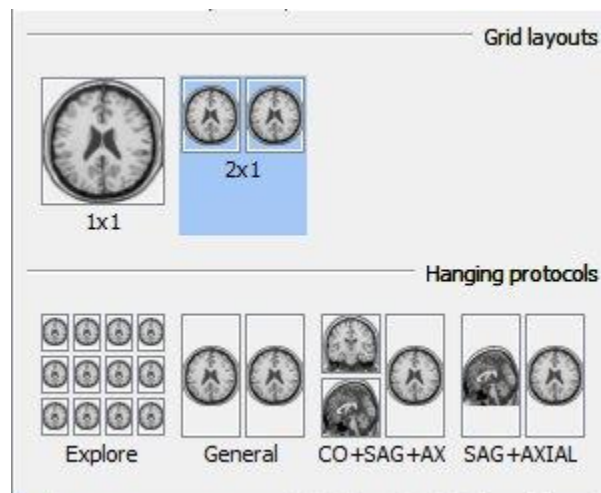 Grid layouts
1x1
2x1
Hanging protocols
Explore
General
CO+SAG+AX
SAG+AXIAL